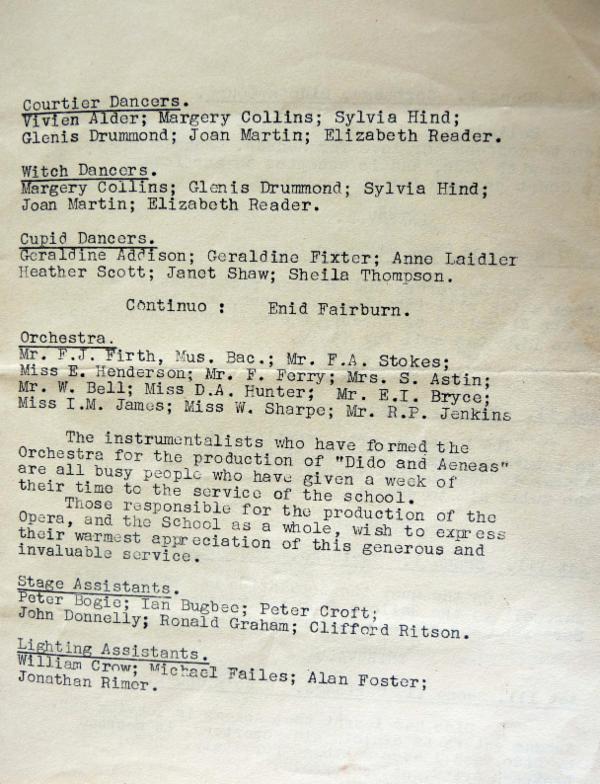 Courtier Dancers.
Vivien Alder; Margery Collins; Sylvia Hind;
Glenis Drummond; Joan Martin; Elizabeth Reader.
Witch Dancers.
Margery Collins; Glenis Drummond; Sylvia Hind;
Joan Martin; Elizabeth Reader.
Cupid Dancers.
Geraldine Addison; Geraldine Fixter; Anne Laidler
Heather Scott; Janet Shaw; Sheila Thompson.
Continuo : Enid Fairburn.
Orchestra.
Mr. F.J. Firth, Mus. Bac.; Mr. F.A. Stokes;
Miss E. Henderson; Mr. F. Ferry; Mrs. S. Astin;
Mr. W. Bell; Miss D.A. Hunter; Mr. E.I. Bryce;
Miss I.M. James; Miss W. Sharpe; Mr. R.P. Jenkins
The instrumentalists who have formed the
Orchestra for the production of "Dido and Aeneas"
are all busy people who have given a week of
their time to the service of the school.
Those responsible for the production of the
Opera, and the School as a whole, wish to express
their warmest appreciation of this generous and
invaluable service.
Stage Assistants.
Peter Bogie; Ian Bugbee; Peter Croft;
John Donnelly; Ronald Graham; Clifford Ritson.
Lighting Assistants.
William Crow; Michael Failes; Alan Foster;
Jonathan Rimer.